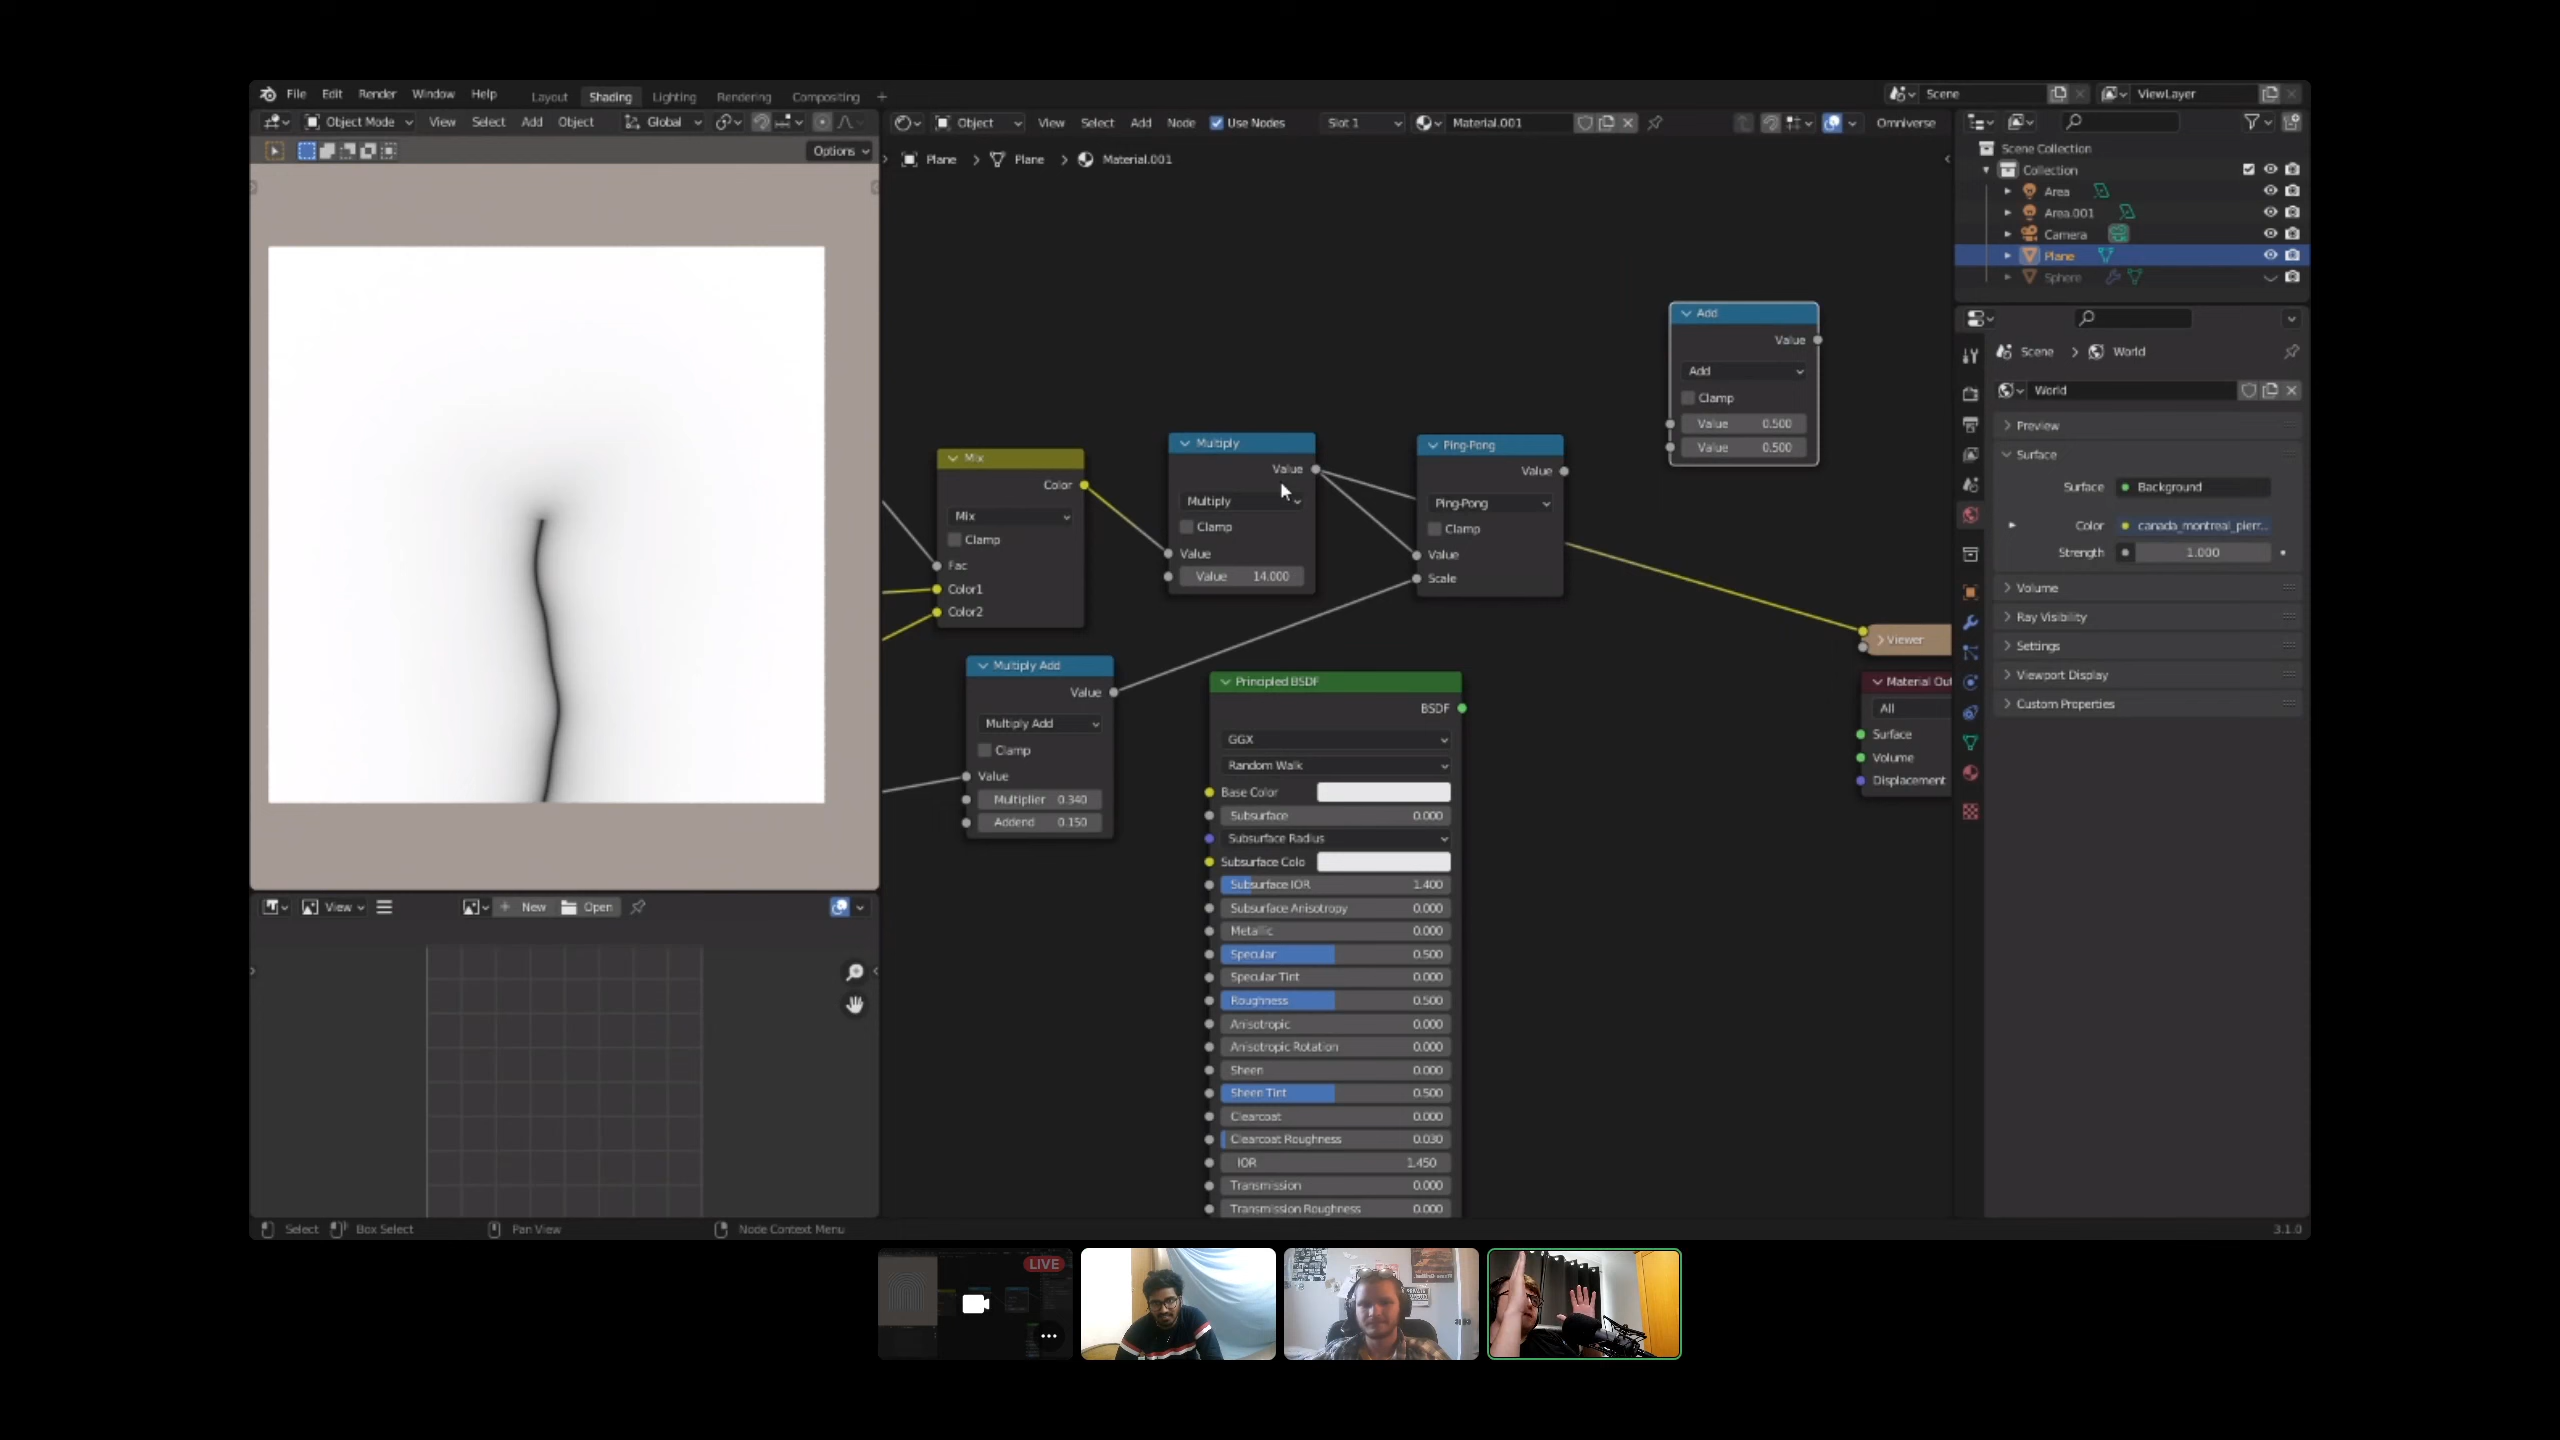 File Edit Render Window Help Layout Shading Lighting Rendering Compositing + Scene ViewLayer
Object Mode View Select Add Object Global
Options
Object View Select Add Node Use Nodes Slot 1 Material.001 Omniverse
Plane > Plane > Material.001
Mix
Color
Mix
Clamp
Fac
Color1
Color2
Multiply
Value
Multiply
Clamp
Value
Value 14.000
Ping-Pong
Value
Ping-Pong
Clamp
Value
Scale
Add
Value
Add
Clamp
Value 0.500
Value 0.500
Multiply Add
Value
Multiply Add
Clamp
Value
Multiplier 0.340
Addend 0.150
Principled BSDF
BSDF
GGX
Random Walk
Base Color
Subsurface 0.000
Subsurface Radius
Subsurface Colo
Subsurface IOR 1.400
Subsurface Anisotropy 0.000
Metallic 0.000
Specular 0.500
Specular Tint 0.000
Roughness 0.500
Anisotropic 0.000
Anisotropic Rotation 0.000
Sheen 0.000
Sheen Tint 0.500
Clearcoat 0.000
Clearcoat Roughness 0.030
IOR 1.450
Transmission 0.000
Transmission Roughness 0.000
Viewer
Material Out
All
Surface
Volume
Displacement
Scene Collection
Collection
Area
Area.001
Camera
Plane
Sphere
Scene > World
World
Preview
Surface
Surface Background
Color canada_montreal_pierr...
Strength 1.000
Volume
Ray Visibility
Settings
Viewport Display
Custom Properties
View + New Open
Select Box Select Pan View Node Context Menu 3.1.0
LIVE